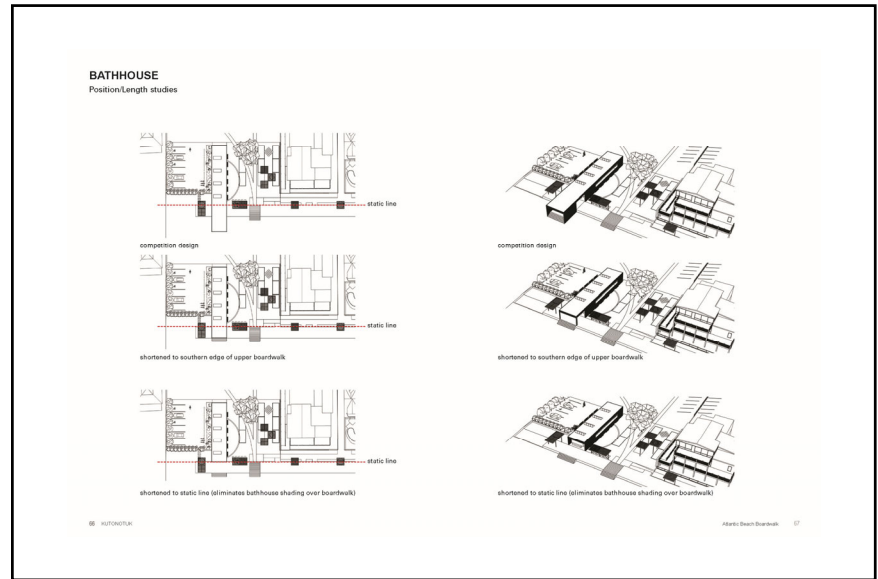 BATHHOUSE
Position/Length studies
static line
competition design
competition design
static line
shortened to southern edge of upper boardwalk
shortened to southern edge of upper boardwalk
static line
shortened to static line (eliminates bathhouse shading over boardwalk)
shortened to static line (eliminates bathhouse shading over boardwalk)
KUTONOTUK
Atlantic Beach Boardwalk 67